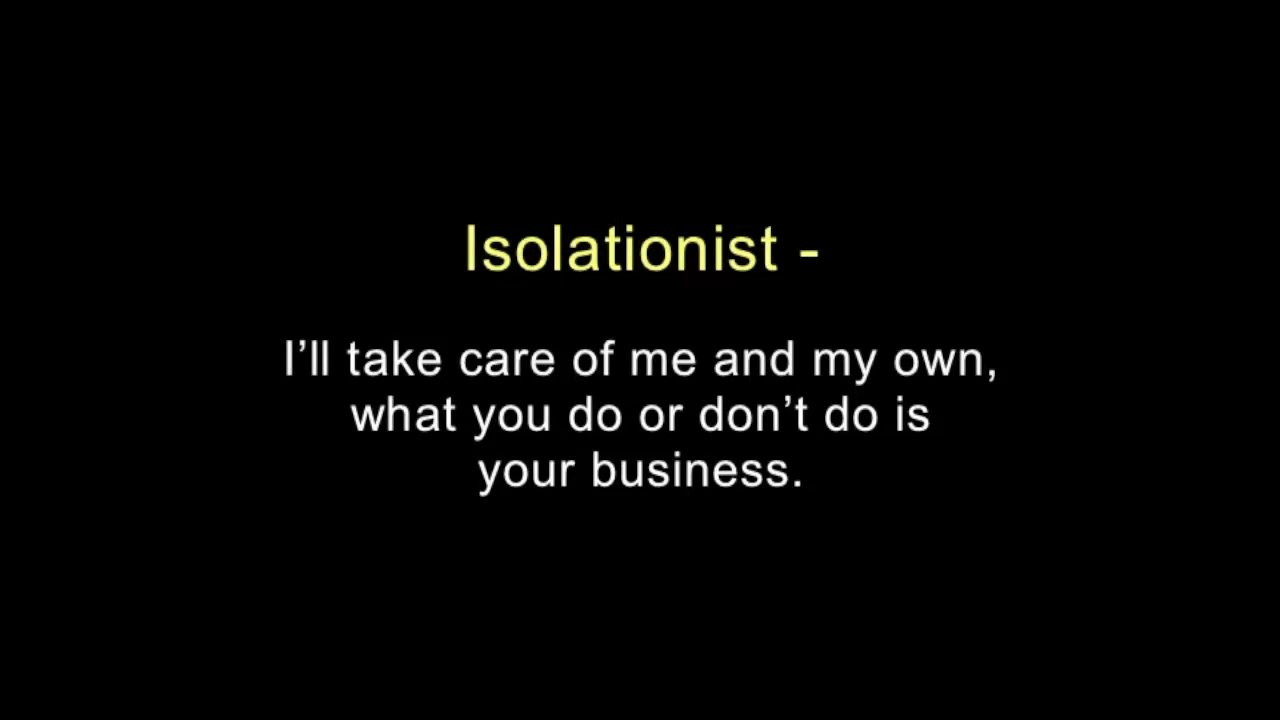 Isolationist -
I’ll take care of me and my own,
what you do or don’t do is
your business.